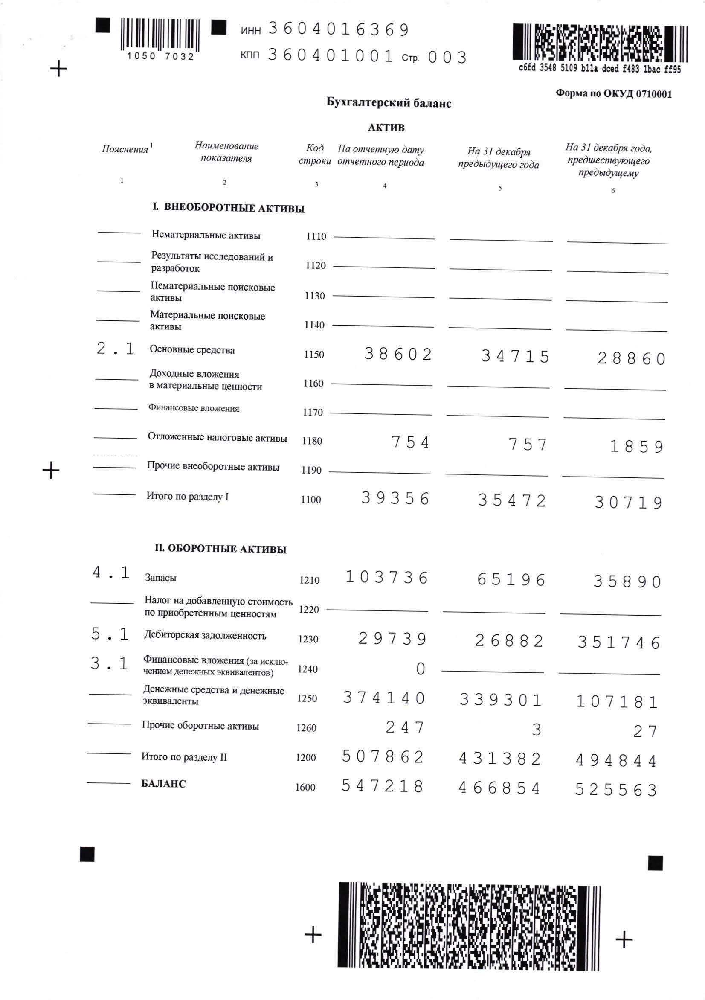 1050 7032
ИНН 3604016369
КПП 360401001 Стр. 003
c6fd 3548 5109 b11a dced f483 1bac ff95
Форма по ОКУД 0710001
Бухгалтерский баланс
АКТИВ
Пояснения 1 Наименование показателя Код строки На отчетную дату отчетного периода На 31 декабря предыдущего года На 31 декабря года, предшествующего предыдущему
1 2 3 4 5 6
I. ВНЕОБОРОТНЫЕ АКТИВЫ
Нематериальные активы 1110
Результаты исследований и
разработок 1120
Нематериальные поисковые
активы 1130
Материальные поисковые
активы 1140
2.1 Основные средства 1150 38602 34715 28860
Доходные вложения
в материальные ценности 1160
Финансовые вложения 1170
Отложенные налоговые активы 1180 754 757 1859
Прочие внеоборотные активы 1190
Итого по разделу I 1100 39356 35472 30719
II. ОБОРОТНЫЕ АКТИВЫ
4.1 Запасы 1210 103736 65196 35890
Налог на добавленную стоимость
по приобретённым ценностям 1220
5.1 Дебиторская задолженность 1230 29739 26882 351746
3.1 Финансовые вложения (за исклю-
чением денежных эквивалентов) 1240 0
Денежные средства и денежные
эквиваленты 1250 374140 339301 107181
Прочие оборотные активы 1260 247 3 27
Итого по разделу II 1200 507862 431382 494844
БАЛАНС 1600 547218 466854 525563